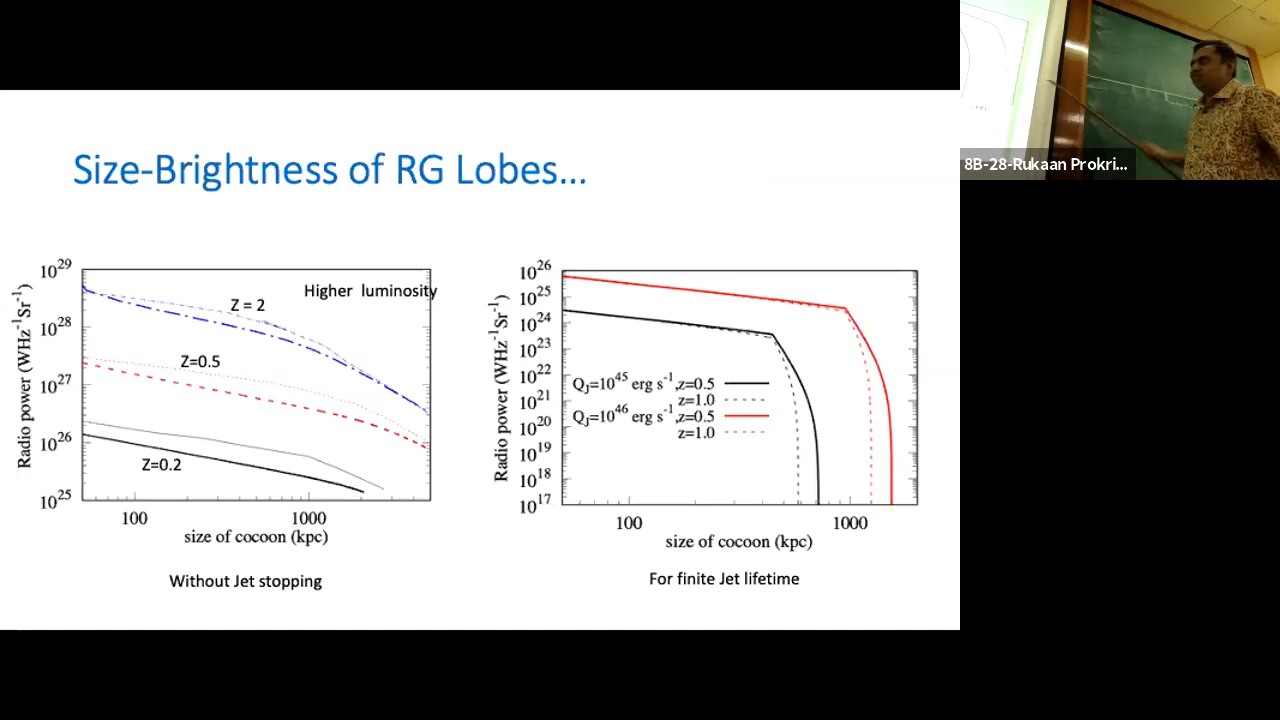 Size-Brightness of RG Lobes...
8B-28-Rukaan Prokri...
10^29
10^28
10^27
10^26
10^25
Radio power (WHz^-1Sr^-1)
Higher luminosity
Z = 2
Z=0.5
Z=0.2
100
1000
size of cocoon (kpc)
Without Jet stopping
10^26
10^25
10^24
10^23
10^22
10^21
10^20
10^19
10^18
10^17
Radio power (WHz^-1Sr^-1)
Q_J=10^45 erg s^-1,z=0.5
z=1.0
Q_J=10^46 erg s^-1,z=0.5
z=1.0
100
1000
size of cocoon (kpc)
For finite Jet lifetime